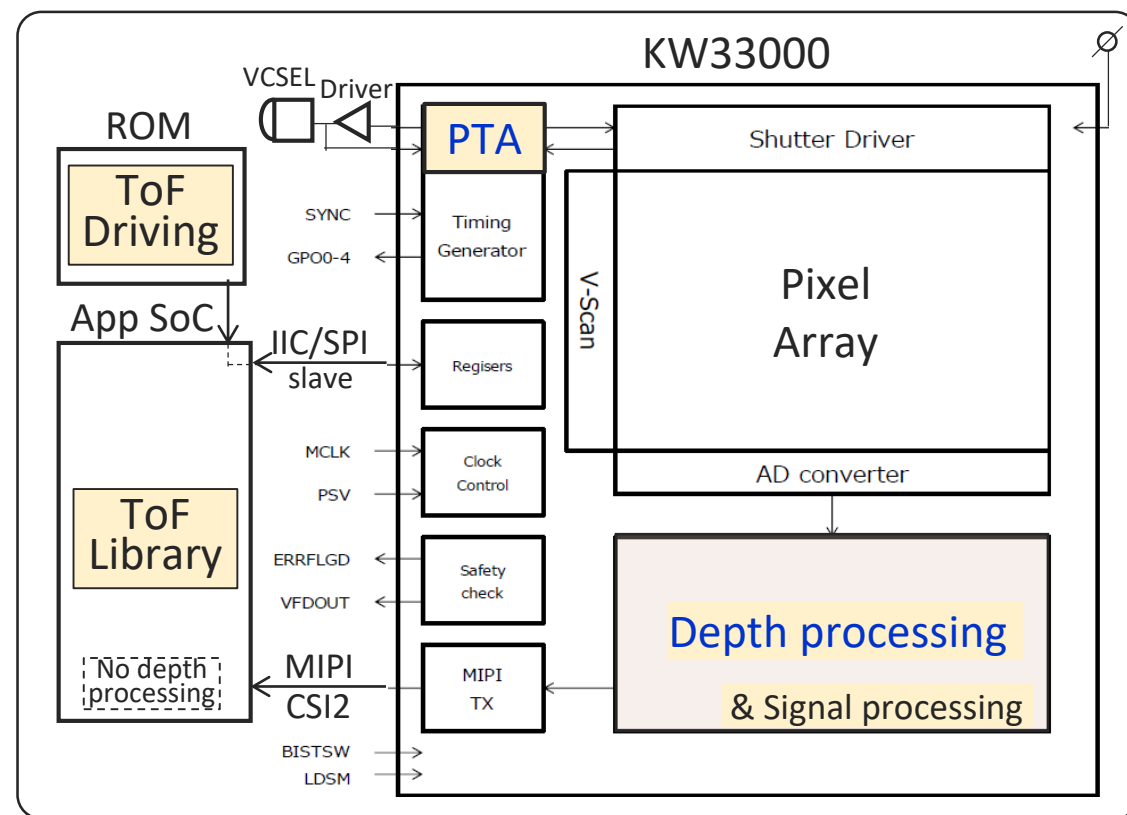 KW33000
VCSEL
Driver
ROM
PTA
Shutter Driver
ToF
Driving
SYNC
GPO0-4
Timing
Generator
V-Scan
Pixel
Array
App SoC
IIC/SPI
slave
Regisers
MCLK
PSV
Clock
Control
AD converter
ToF
Library
ERRFLGD
VFDOUT
Safety
check
Depth processing
& Signal processing
No depth
processing
MIPI
CSI2
MIPI
TX
BISTSW
LDSM